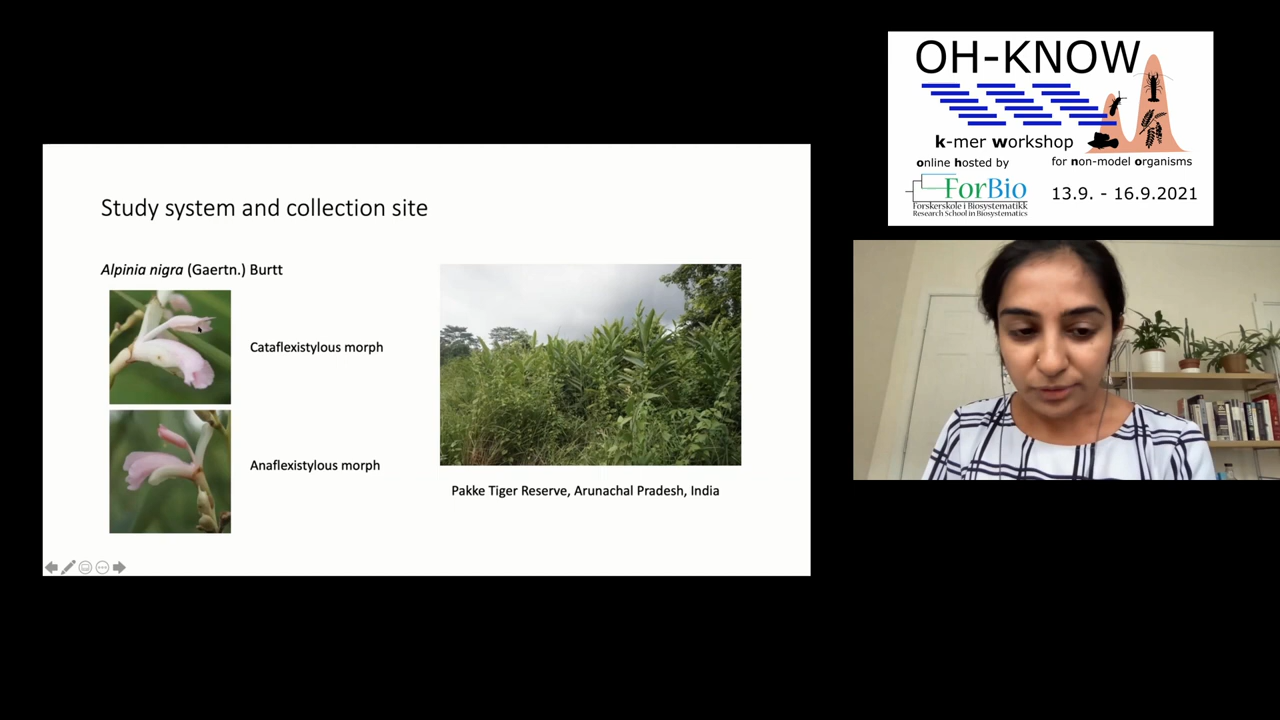 Study system and collection site
Alpinia nigra (Gaertn.) Burtt
Cataflexistylous morph
Anaflexistylous morph
Pakke Tiger Reserve, Arunachal Pradesh, India
OH-KNOW
k-mer workshop
online hosted by
for non-model organisms
ForBio
Forskerskole i Biosystematikk
Research School in Biosystematics
13.9. - 16.9.2021